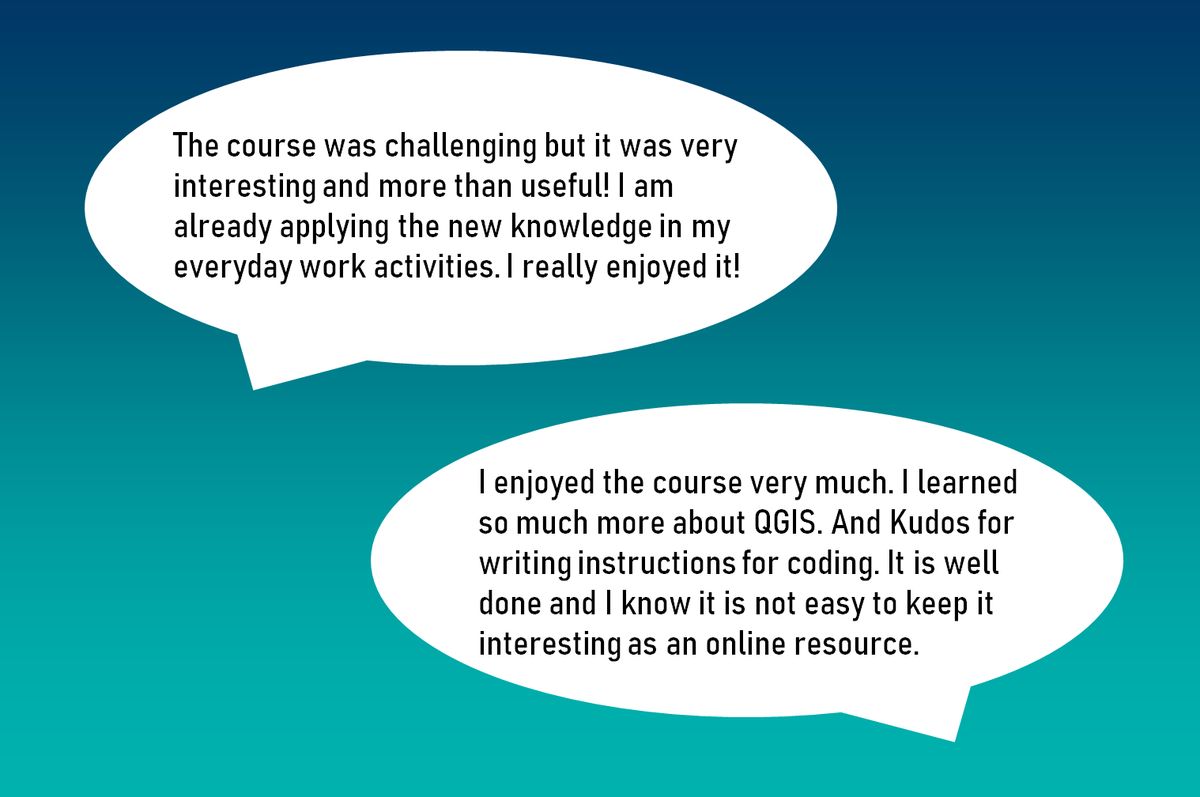 The course was challenging but it was very
interesting and more than useful! I am
already applying the new knowledge in my
everyday work activities. I really enjoyed it!
I enjoyed the course very much. I learned
so much more about QGIS. And Kudos for
writing instructions for coding. It is well
done and I know it is not easy to keep it
interesting as an online resource.